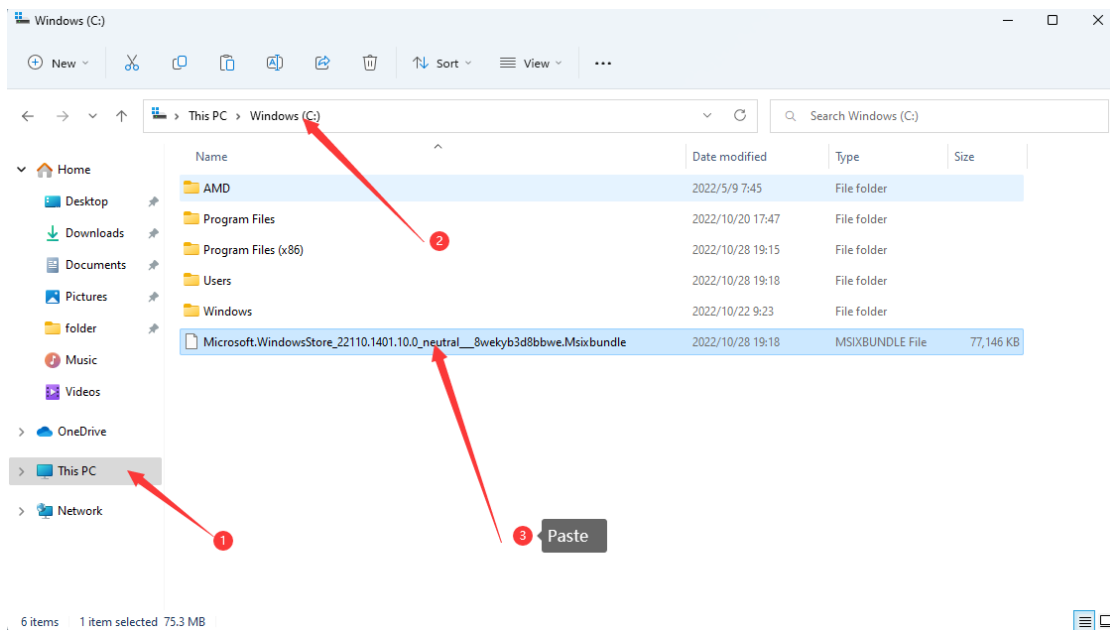 Windows (C:)
New
Sort
View
This PC > Windows (C:)
Search Windows (C:)
Name Date modified Type Size
Home
Desktop
Downloads
Documents
Pictures
folder
Music
Videos
OneDrive
This PC
Network
AMD 2022/5/9 7:45 File folder
Program Files 2022/10/20 17:47 File folder
Program Files (x86) 2022/10/28 19:15 File folder
Users 2022/10/28 19:18 File folder
Windows 2022/10/22 9:23 File folder
Microsoft.WindowsStore_22110.1401.10.0_neutral___8wekyb3d8bbwe.Msixbundle 2022/10/28 19:18 MSIXBUNDLE File 77,146 KB
2
1
3 Paste
6 items 1 item selected 75.3 MB